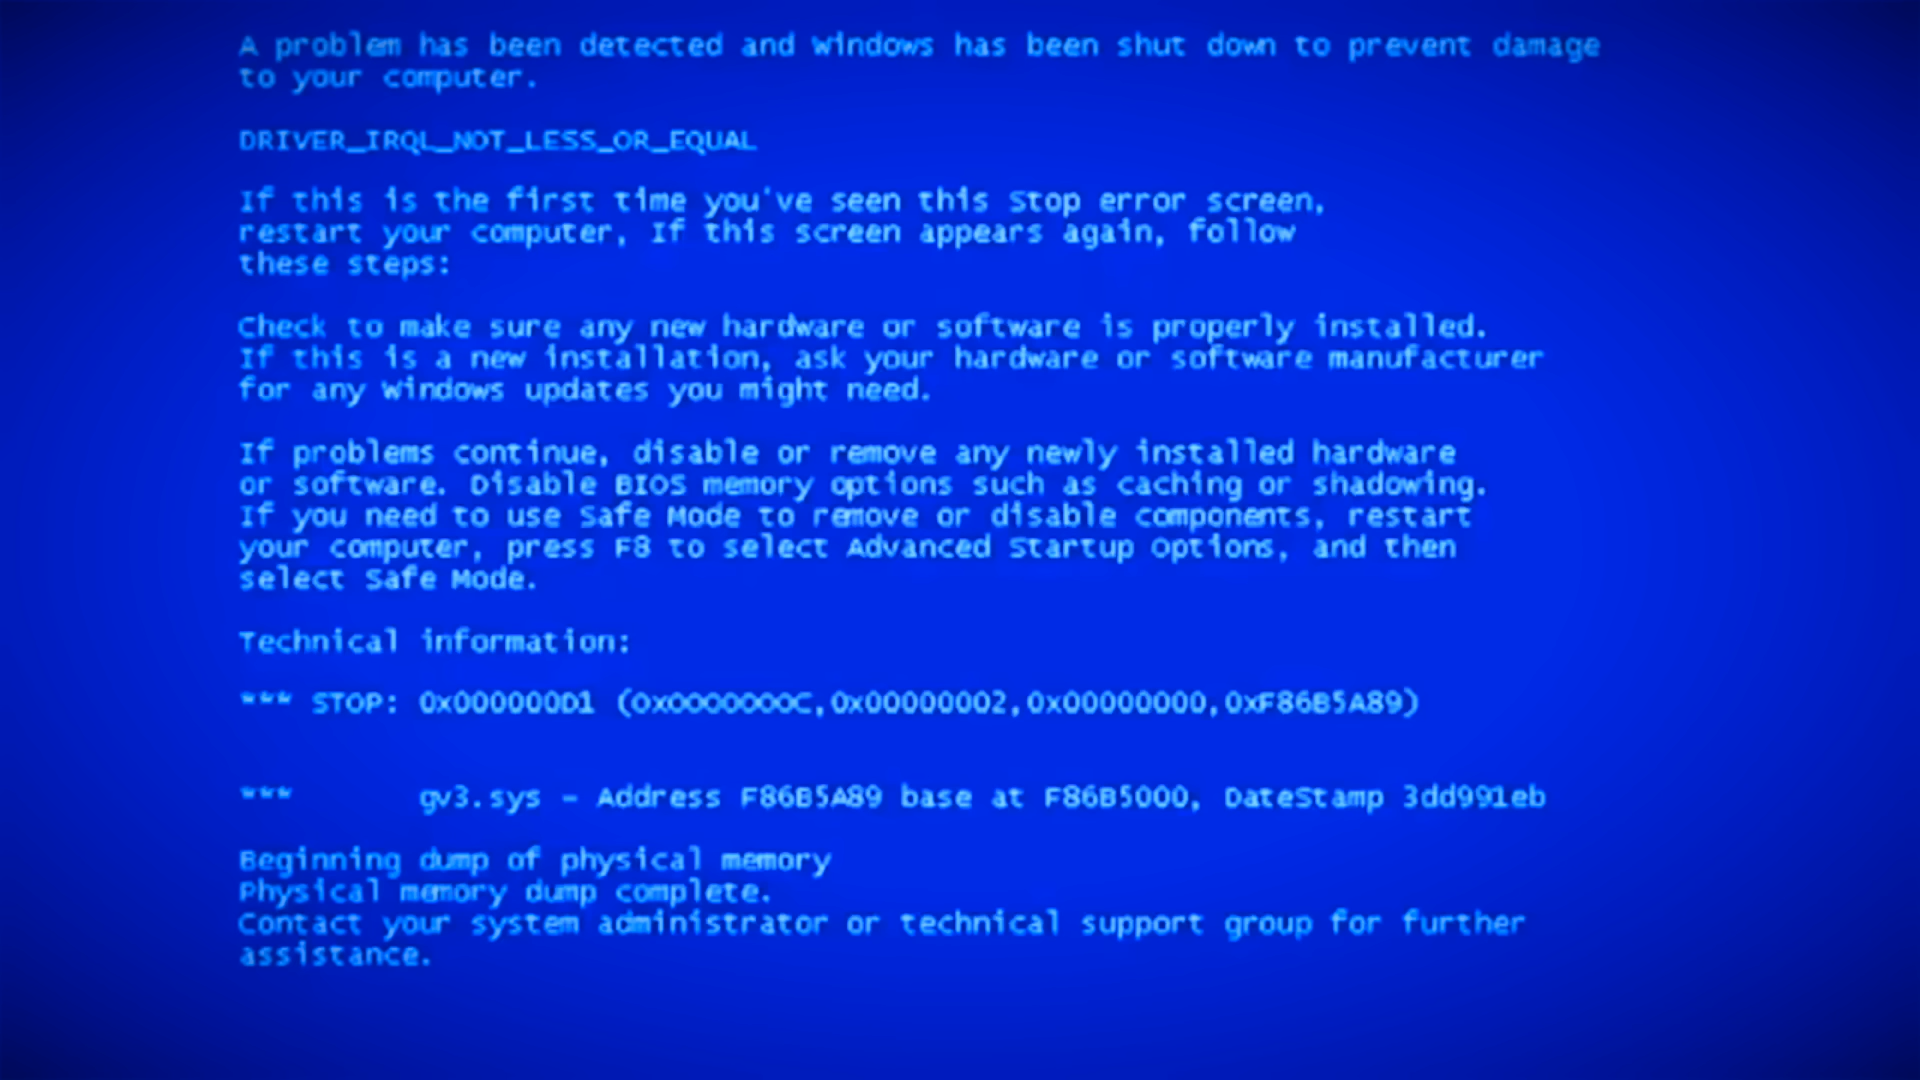 A problem has been detected and Windows has been shut down to prevent damage
to your computer.
DRIVER_IRQL_NOT_LESS_OR_EQUAL
If this is the first time you've seen this Stop error screen,
restart your computer, If this screen appears again, follow
these steps:
Check to make sure any new hardware or software is properly installed.
If this is a new installation, ask your hardware or software manufacturer
for any Windows updates you might need.
If problems continue, disable or remove any newly installed hardware
or software. Disable BIOS memory options such as caching or shadowing.
If you need to use Safe Mode to remove or disable components, restart
your computer, press F8 to select Advanced Startup Options, and then
select Safe Mode.
Technical information:
*** STOP: 0x000000D1 (0x0000000C,0x00000002,0x00000000,0xF86B5A89)
*** gv3.sys - Address F86B5A89 base at F86B5000, DateStamp 3dd991eb
Beginning dump of physical memory
Physical memory dump complete.
Contact your system administrator or technical support group for further
assistance.